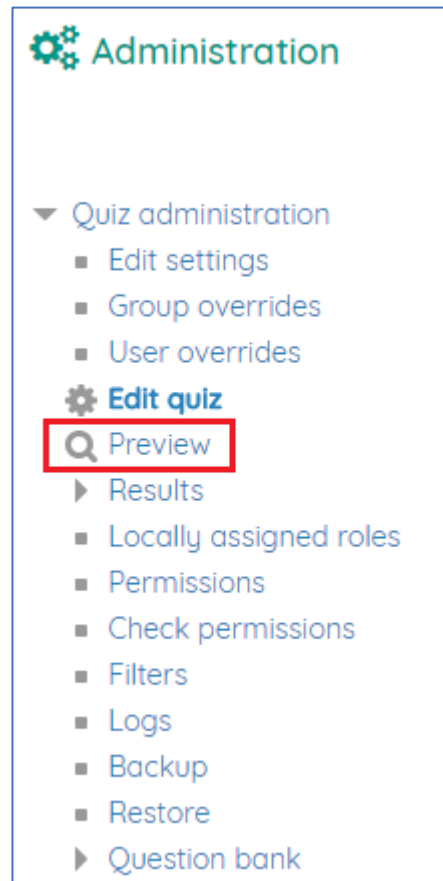 Administration
Quiz administration
Edit settings
Group overrides
User overrides
Edit quiz
Preview
Results
Locally assigned roles
Permissions
Check permissions
Filters
Logs
Backup
Restore
Question bank